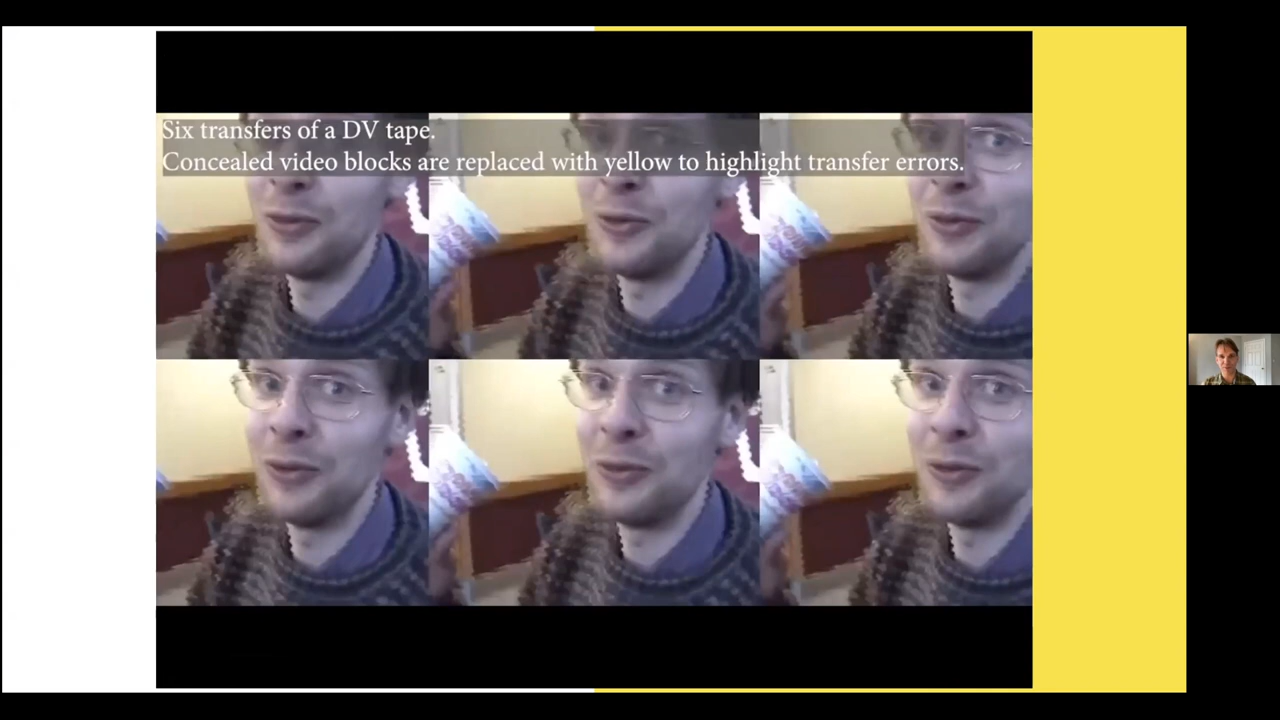 Six transfers of a DV tape.
Concealed video blocks are replaced with yellow to highlight transfer errors.